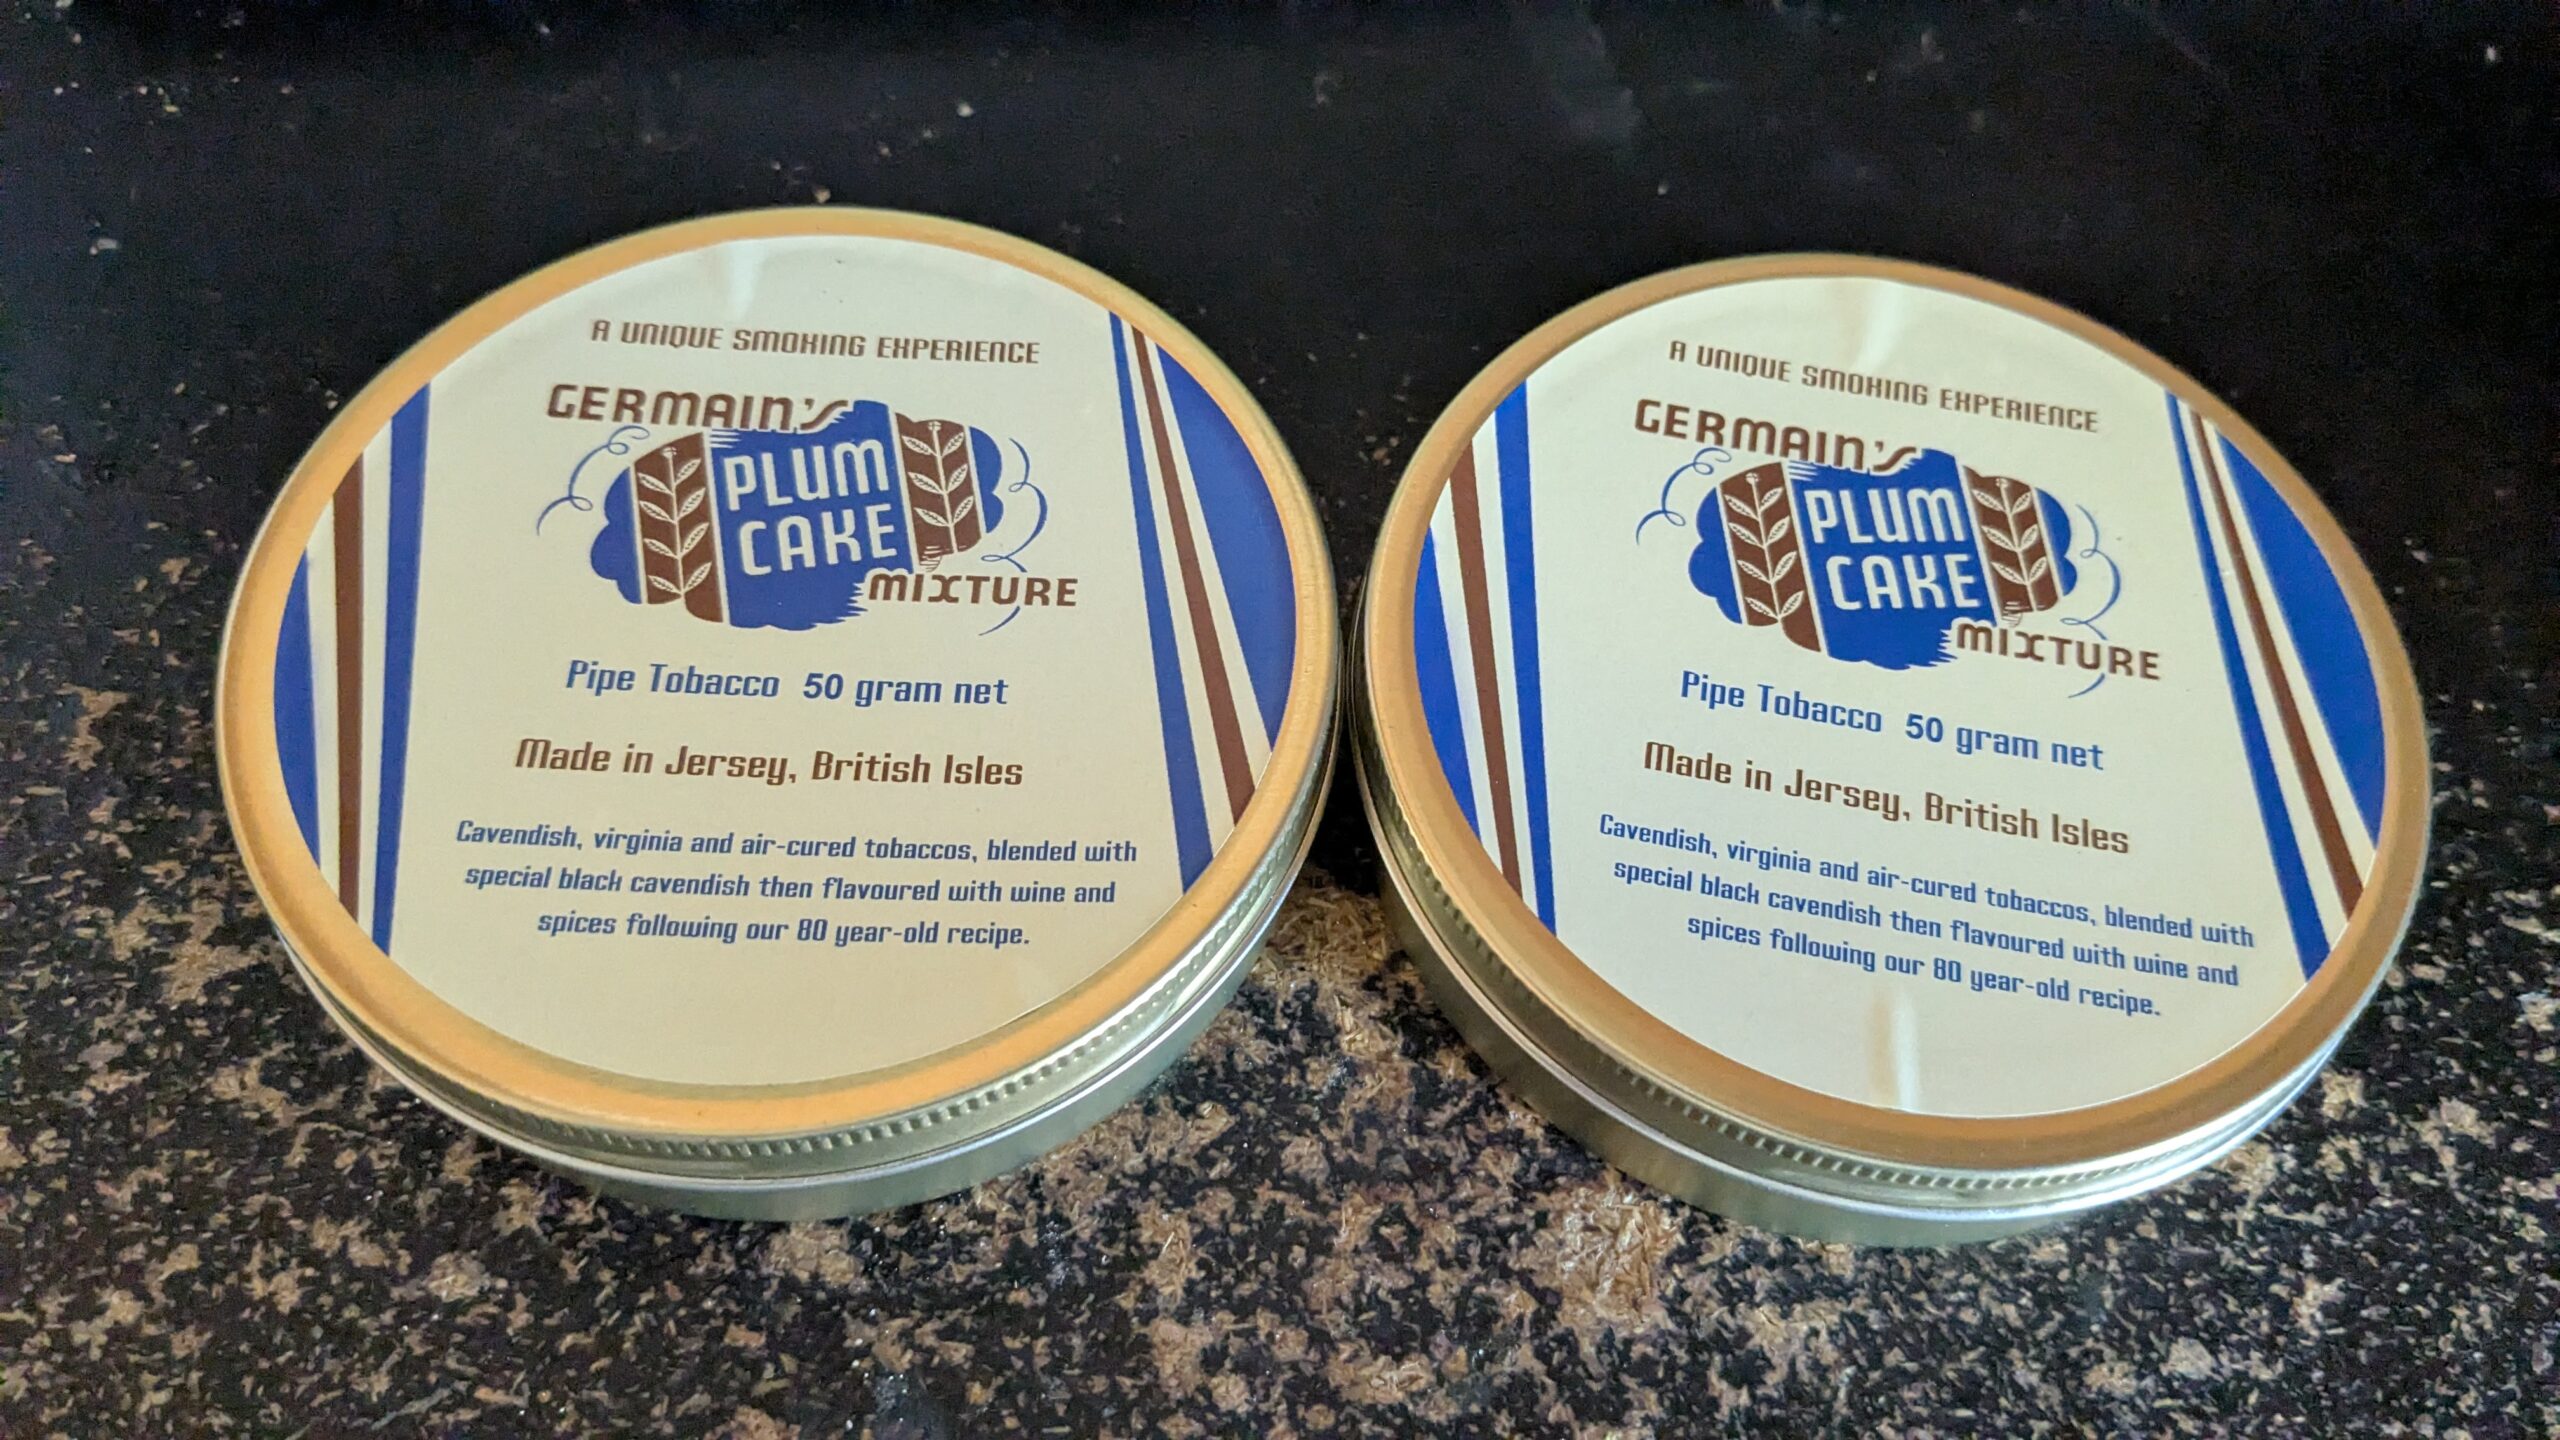 A UNIQUE SMOKING EXPERIENCE
GERMAIN'S
PLUM
CAKE
MIXTURE
Pipe Tobacco 50 gram net
Made in Jersey, British Isles
Cavendish, virginia and air-cured tobaccos, blended with
special black cavendish then flavoured with wine and
spices following our 80 year-old recipe.
A UNIQUE SMOKING EXPERIENCE
GERMAIN'S
PLUM
CAKE
MIXTURE
Pipe Tobacco 50 gram net
Made in Jersey, British Isles
Cavendish, virginia and air-cured tobaccos, blended with
special black cavendish then flavoured with wine and
spices following our 80 year-old recipe.